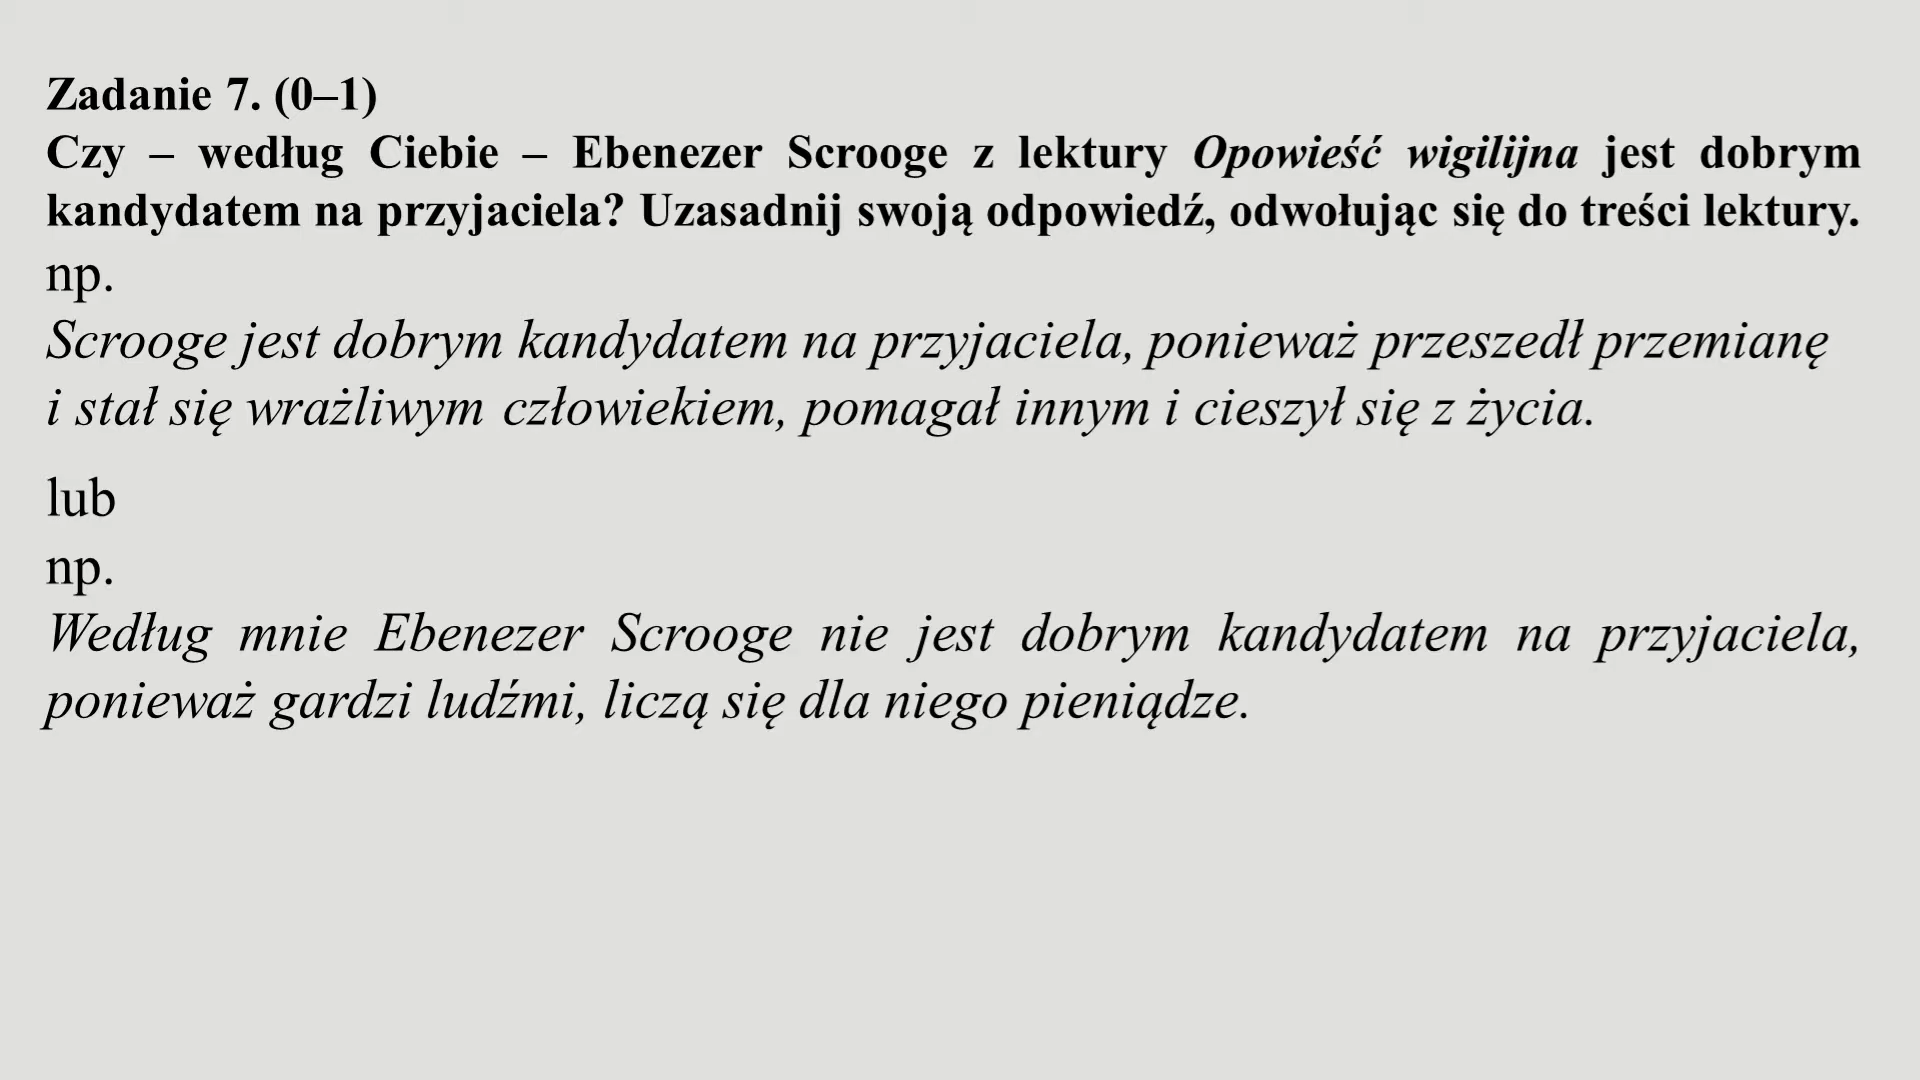 Zadanie 7. (0–1)
Czy – według Ciebie – Ebenezer Scrooge z lektury Opowieść wigilijna jest dobrym
kandydatem na przyjaciela? Uzasadnij swoją odpowiedź, odwołując się do treści lektury.
np.
Scrooge jest dobrym kandydatem na przyjaciela, ponieważ przeszedł przemianę
i stał się wrażliwym człowiekiem, pomagał innym i cieszył się z życia.
lub
np.
Według mnie Ebenezer Scrooge nie jest dobrym kandydatem na przyjaciela,
ponieważ gardzi ludźmi, liczą się dla niego pieniądze.